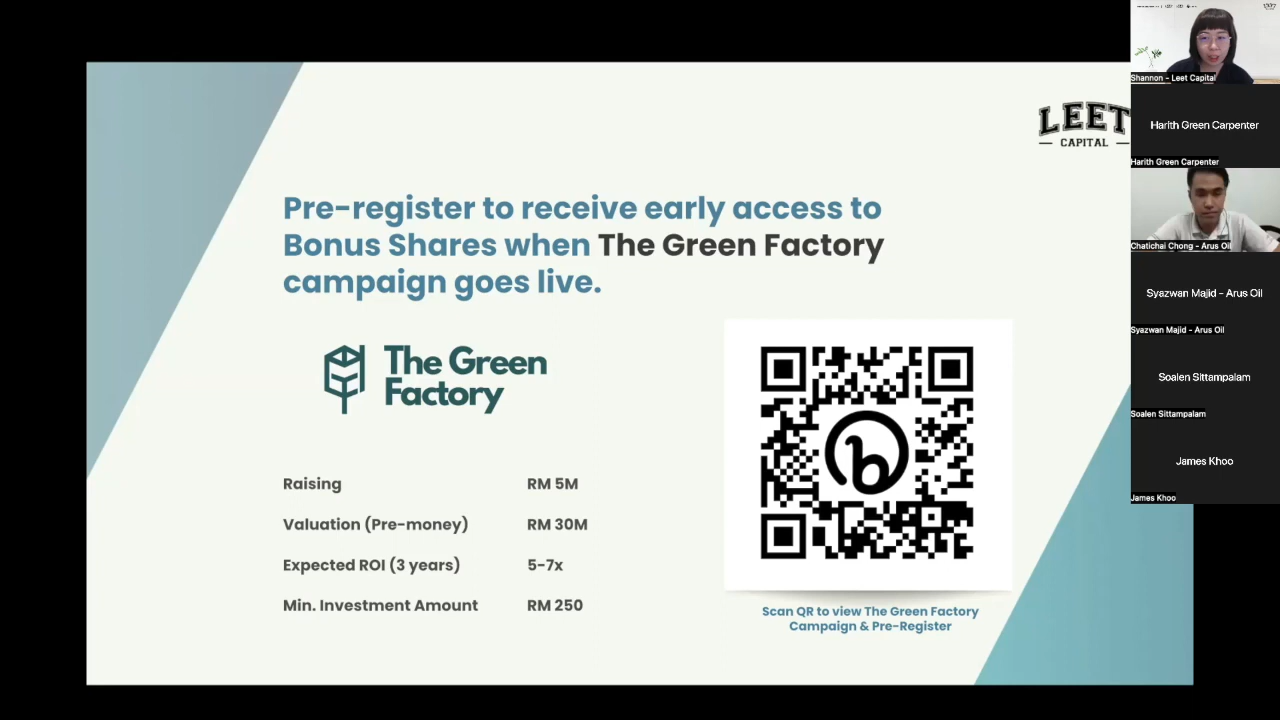 LEET
CAPITAL
Pre-register to receive early access to
Bonus Shares when The Green Factory
campaign goes live.
The Green
Factory
Raising RM 5M
Valuation (Pre-money) RM 30M
Expected ROI (3 years) 5-7x
Min. Investment Amount RM 250
b
Scan QR to view The Green Factory
Campaign & Pre-Register
Shannon - Leet Capital
Harith Green Carpenter
Harith Green Carpenter
Chatichai Chong - Arus Oil
Syazwan Majid - Arus Oil
Syazwan Majid - Arus Oil
Soalen Sittampalam
Soalen Sittampalam
James Khoo
James Khoo